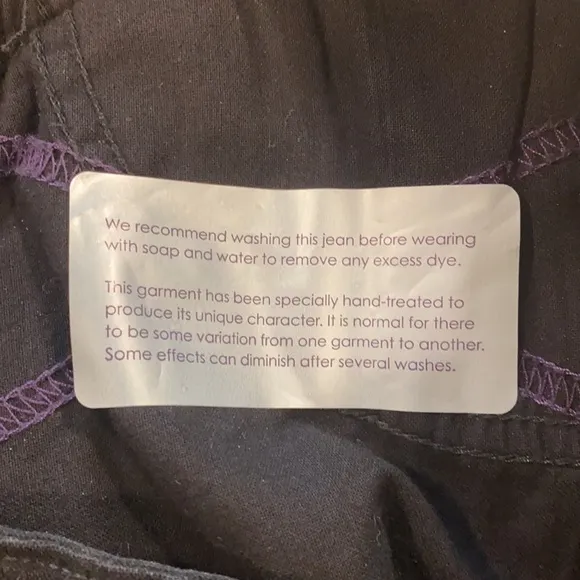 We recommend washing this jean before wearing
with soap and water to remove any excess dye.
This garment has been specially hand-treated to
produce its unique character. It is normal for there
to be some variation from one garment to another.
Some effects can diminish after several washes.